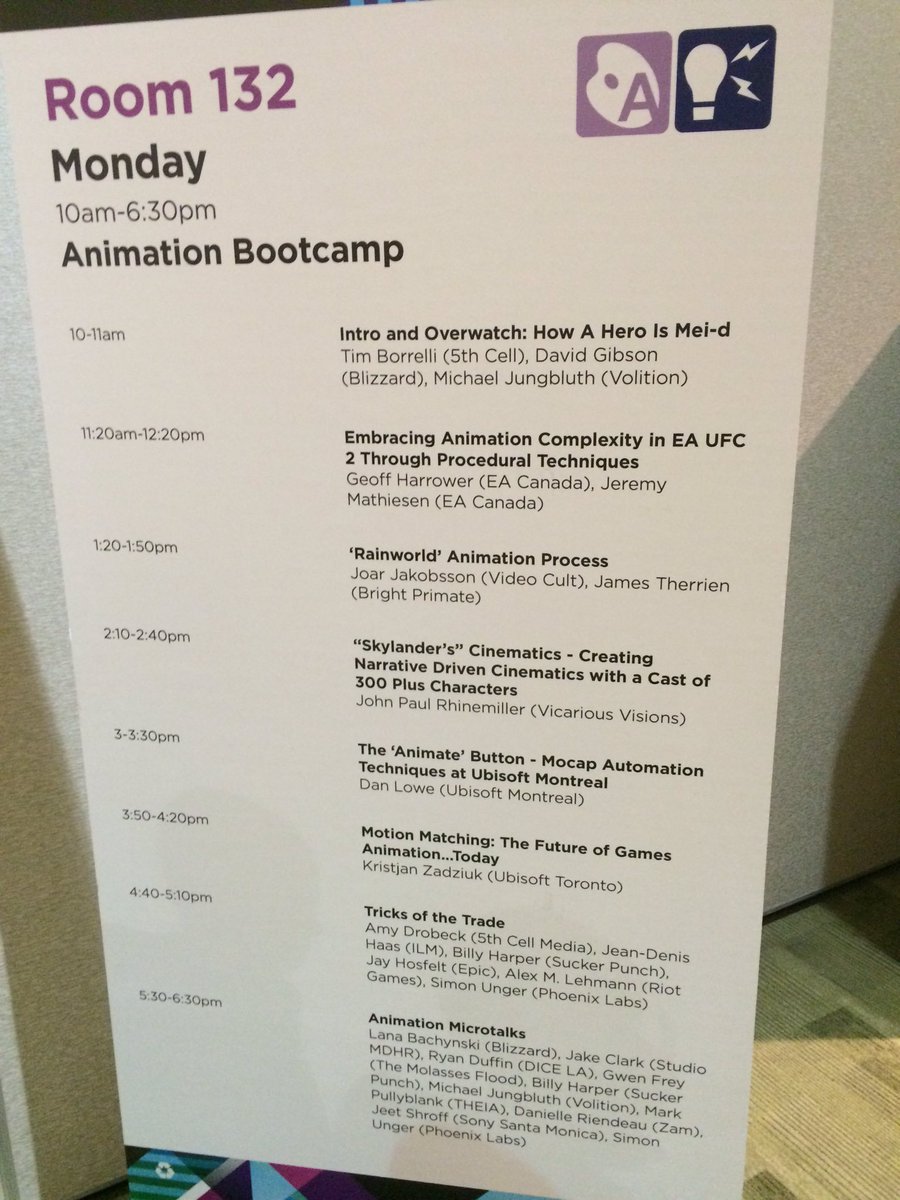 Room 132
A
Monday
10am-6:30pm
Animation Bootcamp
10-11am
Intro and Overwatch: How A Hero Is Mei-d
Tim Borrelli (5th Cell), David Gibson
(Blizzard), Michael Jungbluth (Volition)
11:20am-12:20pm
Embracing Animation Complexity in EA UFC
2 Through Procedural Techniques
Geoff Harrower (EA Canada), Jeremy
Mathiesen (EA Canada)
1:20-1:50pm
‘Rainworld’ Animation Process
Joar Jakobsson (Video Cult), James Therrien
(Bright Primate)
2:10-2:40pm
“Skylander’s” Cinematics - Creating
Narrative Driven Cinematics with a Cast of
300 Plus Characters
John Paul Rhinemiller (Vicarious Visions)
3-3:30pm
The ‘Animate’ Button - Mocap Automation
Techniques at Ubisoft Montreal
Dan Lowe (Ubisoft Montreal)
3:50-4:20pm
Motion Matching: The Future of Games
Animation...Today
Kristjan Zadziuk (Ubisoft Toronto)
4:40-5:10pm
Tricks of the Trade
Amy Drobeck (5th Cell Media), Jean-Denis
Haas (ILM), Billy Harper (Sucker Punch),
Jay Hosfelt (Epic), Alex M. Lehmann (Riot
Games), Simon Unger (Phoenix Labs)
5:30-6:30pm
Animation Microtalks
Lana Bachynski (Blizzard), Jake Clark (Studio
MDHR), Ryan Duffin (DICE LA), Gwen Frey
(The Molasses Flood), Billy Harper (Sucker
Punch), Michael Jungbluth (Volition), Mark
Pullyblank (THEIA), Danielle Riendeau (Zam),
Jeet Shroff (Sony Santa Monica), Simon
Unger (Phoenix Labs)